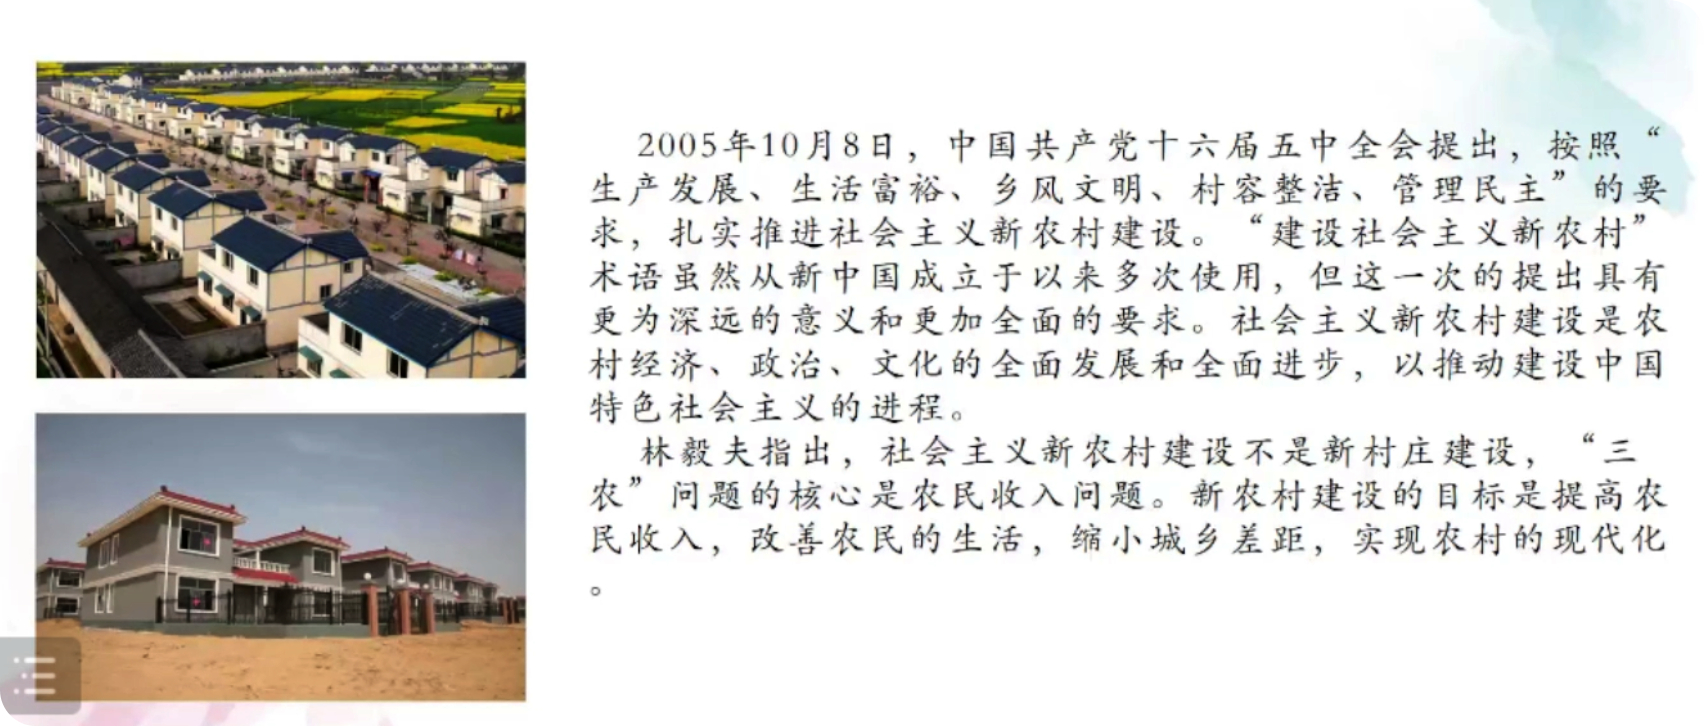 2005年10月8日，中国共产党十六届五中全会提出，按照“
生产发展、生活富裕、乡风文明、村容整洁、管理民主”的要
求，扎实推进社会主义新农村建设。“建设社会主义新农村”
术语虽然从新中国成立于以来多次使用，但这一次的提出具有
更为深远的意义和更加全面的要求。社会主义新农村建设是农
村经济、政治、文化的全面发展和全面进步，以推动建设中国
特色社会主义的进程。
林毅夫指出，社会主义新农村建设不是新村庄建设，“三
农”问题的核心是农民收入问题。新农村建设的目标是提高农
民收入，改善农民的生活，缩小城乡差距，实现农村的现代化
。